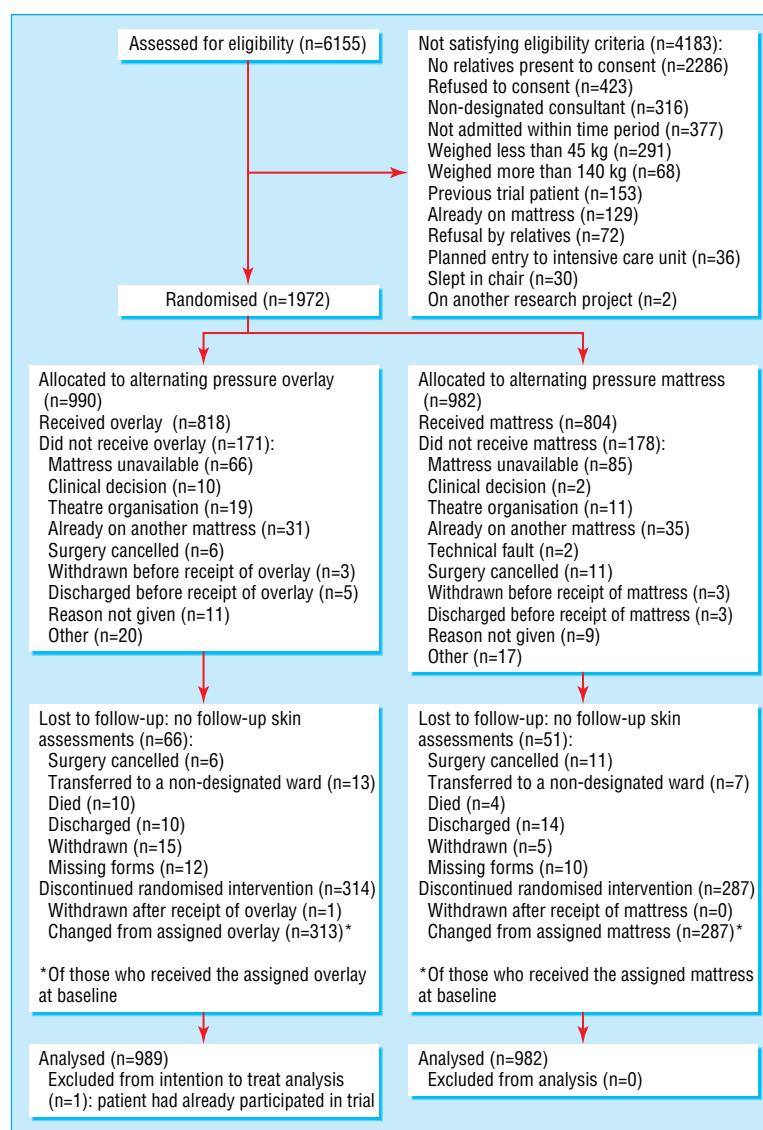 Assessed for eligibility (n=6155)
Not satisfying eligibility criteria (n=4183):
No relatives present to consent (n=2286)
Refused to consent (n=423)
Non-designated consultant (n=316)
Not admitted within time period (n=377)
Weighed less than 45 kg (n=291)
Weighed more than 140 kg (n=68)
Previous trial patient (n=153)
Already on mattress (n=129)
Refusal by relatives (n=72)
Planned entry to intensive care unit (n=36)
Slept in chair (n=30)
On another research project (n=2)
Randomised (n=1972)
Allocated to alternating pressure overlay
(n=990)
Received overlay (n=818)
Did not receive overlay (n=171):
Mattress unavailable (n=66)
Clinical decision (n=10)
Theatre organisation (n=19)
Already on another mattress (n=31)
Surgery cancelled (n=6)
Withdrawn before receipt of overlay (n=3)
Discharged before receipt of overlay (n=5)
Reason not given (n=11)
Other (n=20)
Allocated to alternating pressure mattress
(n=982)
Received mattress (n=804)
Did not receive mattress (n=178):
Mattress unavailable (n=85)
Clinical decision (n=2)
Theatre organisation (n=11)
Already on another mattress (n=35)
Technical fault (n=2)
Surgery cancelled (n=11)
Withdrawn before receipt of mattress (n=3)
Discharged before receipt of mattress (n=3)
Reason not given (n=9)
Other (n=17)
Lost to follow-up: no follow-up skin
assessments (n=66):
Surgery cancelled (n=6)
Transferred to a non-designated ward (n=13)
Died (n=10)
Discharged (n=10)
Withdrawn (n=15)
Missing forms (n=12)
Discontinued randomised intervention (n=314)
Withdrawn after receipt of overlay (n=1)
Changed from assigned overlay (n=313)*
*Of those who received the assigned overlay
at baseline
Lost to follow-up: no follow-up skin
assessments (n=51):
Surgery cancelled (n=11)
Transferred to a non-designated ward (n=7)
Died (n=4)
Discharged (n=14)
Withdrawn (n=5)
Missing forms (n=10)
Discontinued randomised intervention (n=287)
Withdrawn after receipt of mattress (n=0)
Changed from assigned mattress (n=287)*
*Of those who received the assigned mattress
at baseline
Analysed (n=989)
Excluded from intention to treat analysis
(n=1): patient had already participated in trial
Analysed (n=982)
Excluded from analysis (n=0)